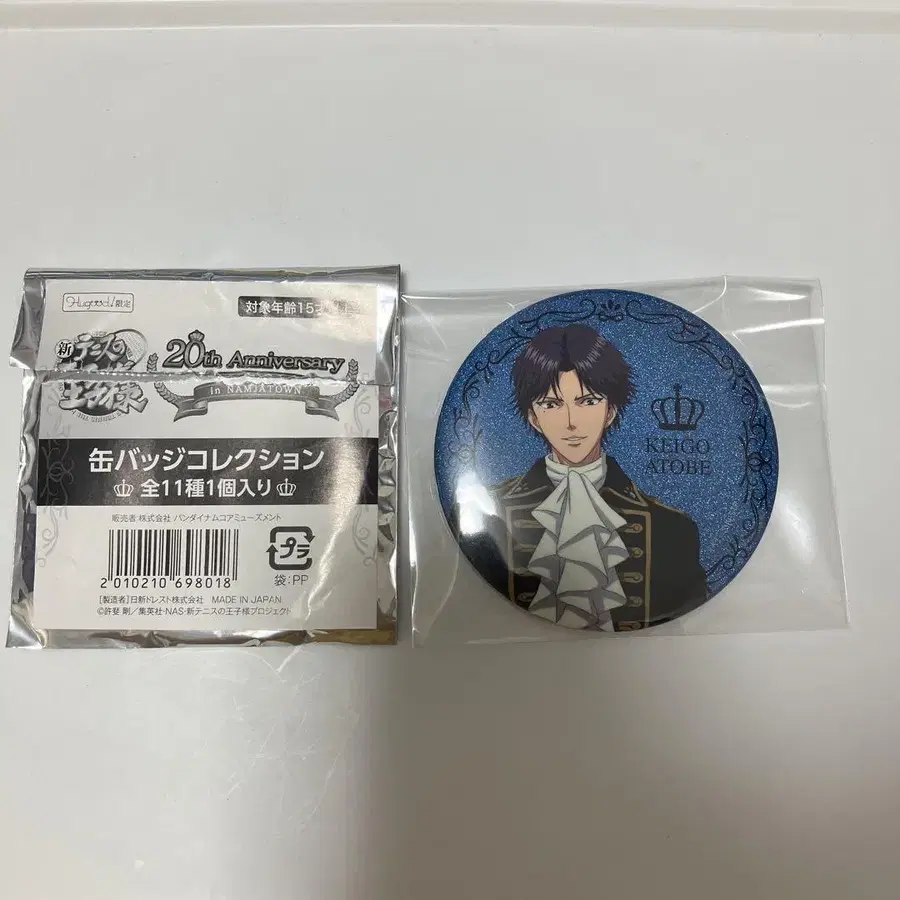 Hugood!限定
対象年齢15才
新テニスの王子様
20th Anniversary
in NAMJATOWN
缶バッジコレクション
全11種1個入り
販売者:株式会社 バンダイナムコアミューズメント
2 010210 698018
プラ
袋:PP
[製造者]日新トレスト株式会社 MADE IN JAPAN
©許斐 剛/集英社・NAS・新テニスの王子様プロジェクト
KEIGO
ATOBE